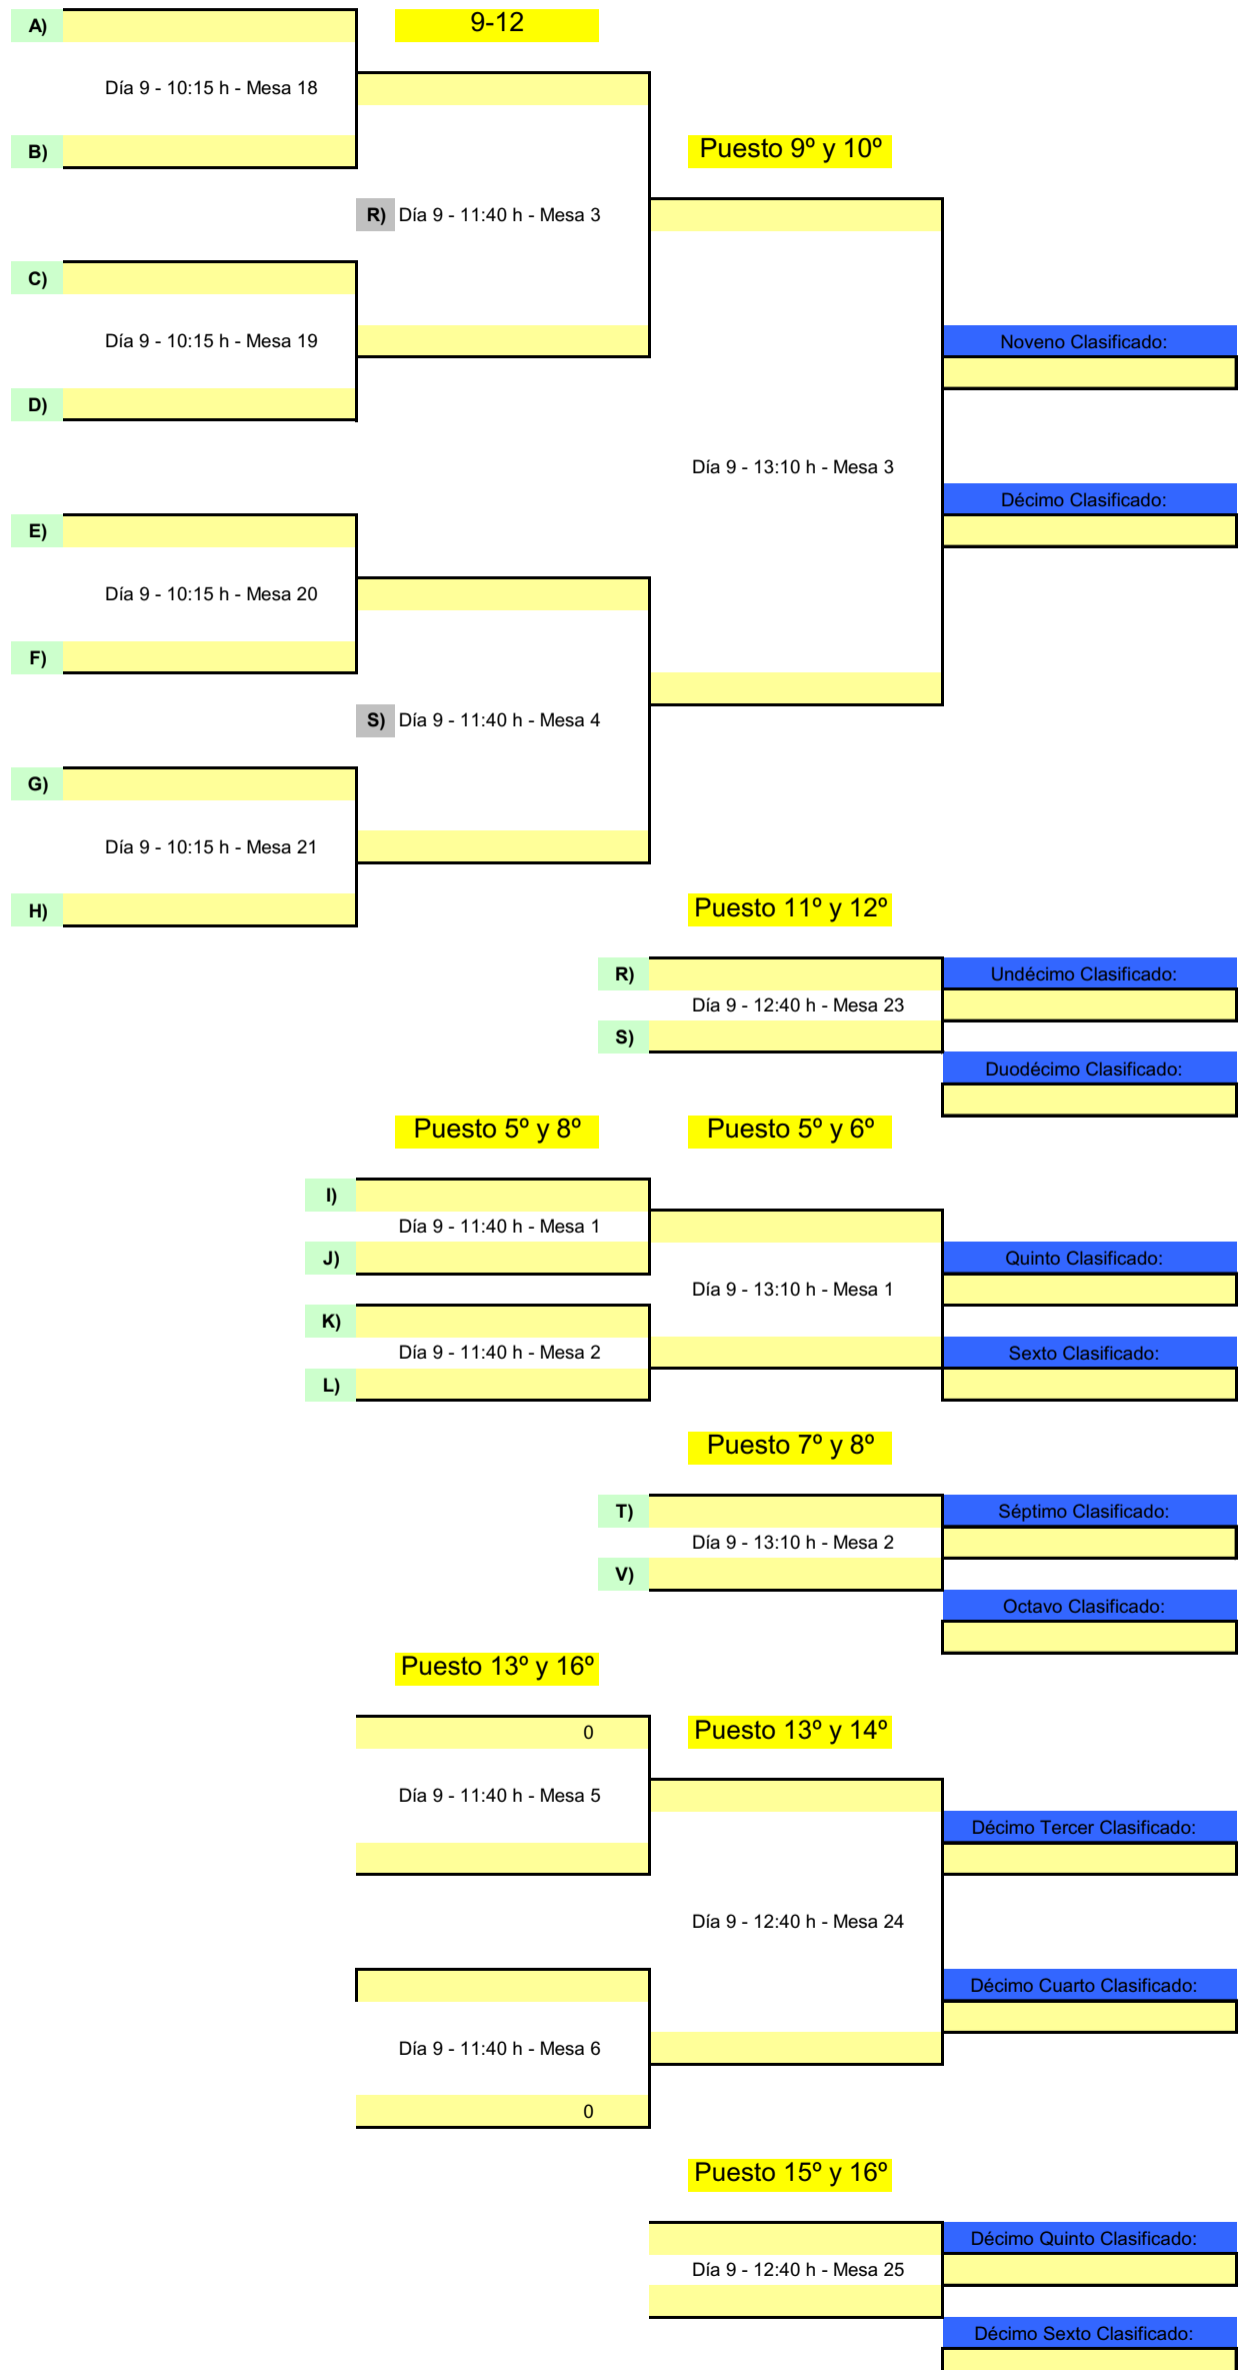 A)
9-12
Día 9 - 10:15 h - Mesa 18
B)
Puesto 9º y 10º
R) Día 9 - 11:40 h - Mesa 3
C)
Día 9 - 10:15 h - Mesa 19
Noveno Clasificado:
D)
Día 9 - 13:10 h - Mesa 3
Décimo Clasificado:
E)
Día 9 - 10:15 h - Mesa 20
F)
S) Día 9 - 11:40 h - Mesa 4
G)
Día 9 - 10:15 h - Mesa 21
H)
Puesto 11º y 12º
R)
Undécimo Clasificado:
Día 9 - 12:40 h - Mesa 23
S)
Duodécimo Clasificado:
Puesto 5º y 8º
Puesto 5º y 6º
I)
Día 9 - 11:40 h - Mesa 1
J)
Quinto Clasificado:
Día 9 - 13:10 h - Mesa 1
K)
Día 9 - 11:40 h - Mesa 2
Sexto Clasificado:
L)
Puesto 7º y 8º
T)
Séptimo Clasificado:
Día 9 - 13:10 h - Mesa 2
V)
Octavo Clasificado:
Puesto 13º y 16º
0
Puesto 13º y 14º
Día 9 - 11:40 h - Mesa 5
Décimo Tercer Clasificado:
Día 9 - 12:40 h - Mesa 24
Décimo Cuarto Clasificado:
Día 9 - 11:40 h - Mesa 6
0
Puesto 15º y 16º
Décimo Quinto Clasificado:
Día 9 - 12:40 h - Mesa 25
Décimo Sexto Clasificado: